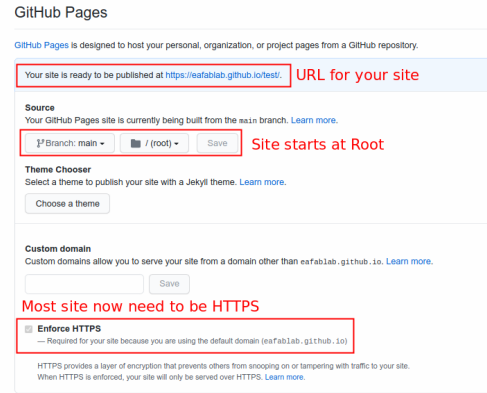 GitHub Pages
GitHub Pages is designed to host your personal, organization, or project pages from a GitHub repository.
Your site is ready to be published at https://eafablab.github.io/test/. URL for your site
Source
Your GitHub Pages site is currently being built from the main branch. Learn more.
Branch: main / (root) Save Site starts at Root
Theme Chooser
Select a theme to publish your site with a Jekyll theme. Learn more.
Choose a theme
Custom domain
Custom domains allow you to serve your site from a domain other than eafablab.github.io. Learn more.
Save
Most site now need to be HTTPS
Enforce HTTPS
— Required for your site because you are using the default domain (eafablab.github.io)
HTTPS provides a layer of encryption that prevents others from snooping on or tampering with traffic to your site.
When HTTPS is enforced, your site will only be served over HTTPS. Learn more.